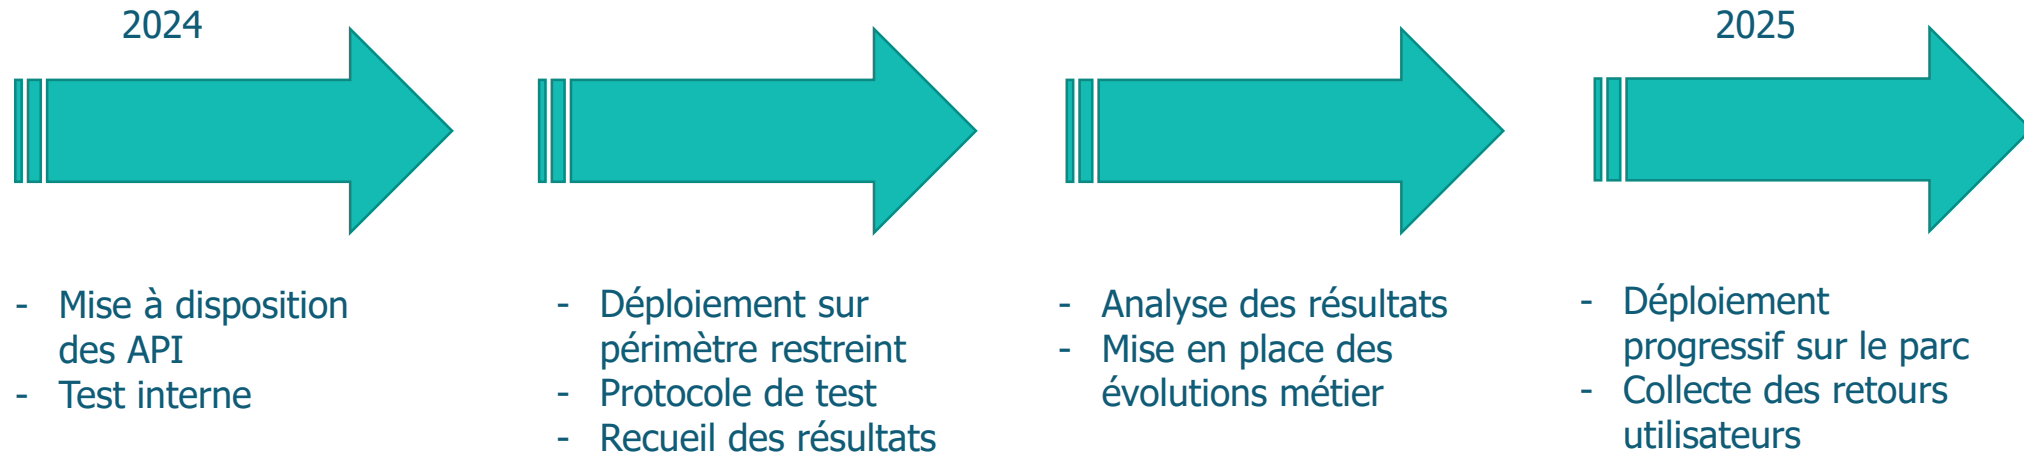 2024
2025
- Mise à disposition
des API
- Test interne
- Déploiement sur
périmètre restreint
- Protocole de test
- Recueil des résultats
- Analyse des résultats
- Mise en place des
évolutions métier
- Déploiement
progressif sur le parc
- Collecte des retours
utilisateurs